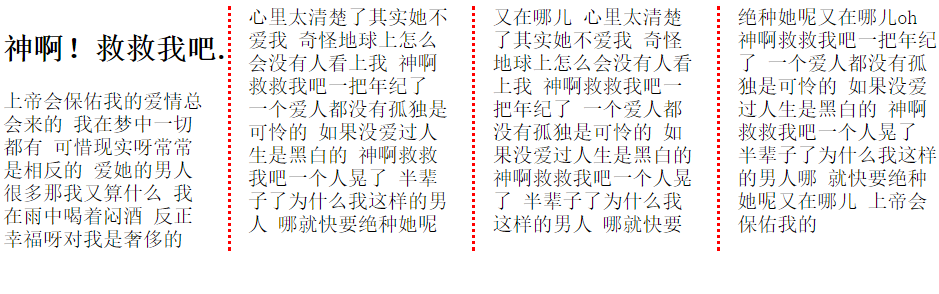 神啊！救救我吧.
上帝会保佑我的爱情总
会来的 我在梦中一切
都有 可惜现实呀常常
是相反的 爱她的男人
很多那我又算什么 我
在雨中喝着闷酒 反正
幸福呀对我是奢侈的
心里太清楚了其实她不
爱我 奇怪地球上怎么
会没有人看上我 神啊
救救我吧一把年纪了
一个爱人都没有孤独是
可怜的 如果没爱过人
生是黑白的 神啊救救
我吧一个人晃了 半辈
子了为什么我这样的男
人 哪就快要绝种她呢
又在哪儿 心里太清楚
了其实她不爱我 奇怪
地球上怎么会没有人看
上我 神啊救救我吧一
把年纪了 一个爱人都
没有孤独是可怜的 如
果没爱过人生是黑白的
神啊救救我吧一个人晃
了 半辈子了为什么我
这样的男人 哪就快要
绝种她呢又在哪儿oh
神啊救救我吧一把年纪
了 一个爱人都没有孤
独是可怜的 如果没爱
过人生是黑白的 神啊
救救我吧一个人晃了
半辈子了为什么我这样
的男人哪 就快要绝种
她呢又在哪儿 上帝会
保佑我的